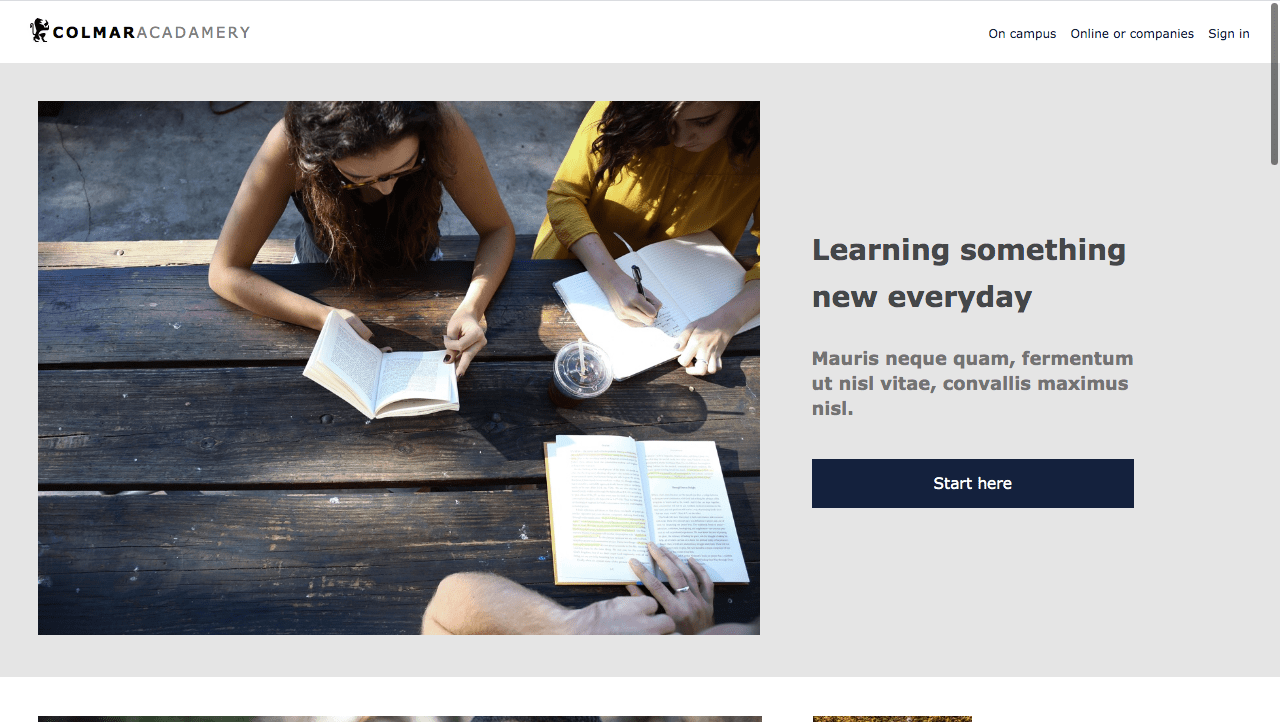 COLMARACADAMERY
On campus Online or companies Sign in
Learning something
new everyday
Mauris neque quam, fermentum
ut nisl vitae, convallis maximus
nisl.
Start here